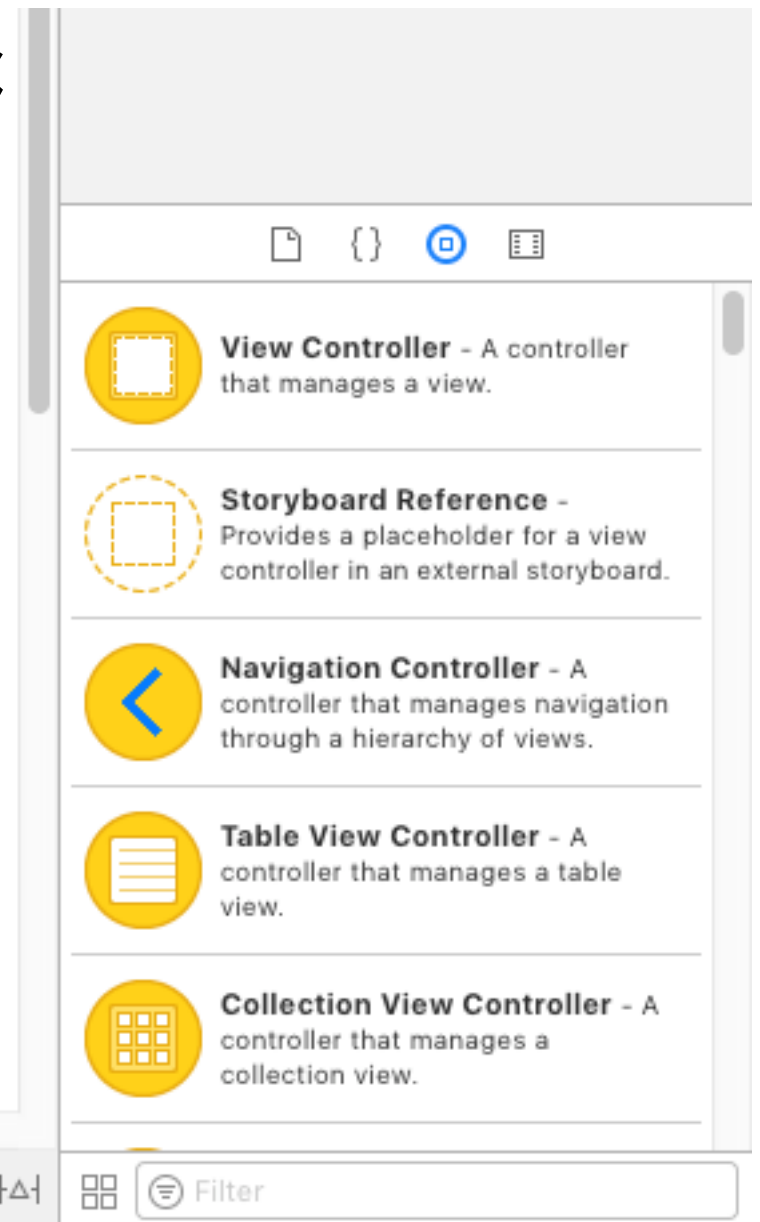 {}
View Controller - A controller
that manages a view.
Storyboard Reference -
Provides a placeholder for a view
controller in an external storyboard.
Navigation Controller - A
controller that manages navigation
through a hierarchy of views.
Table View Controller - A
controller that manages a table
view.
Collection View Controller - A
controller that manages a
collection view.
Filter